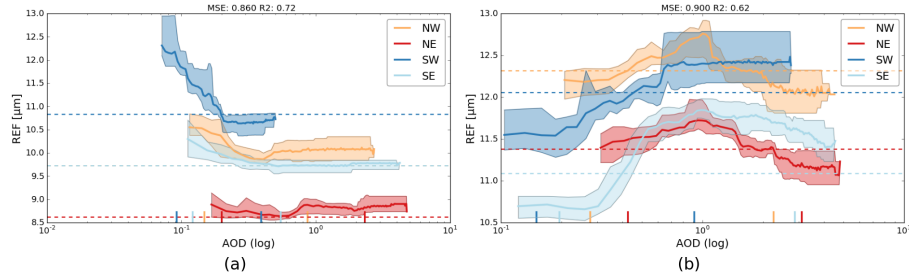 MSE: 0.860 R2: 0.72
13.0
12.5
12.0
11.5
11.0
10.5
10.0
9.5
9.0
8.5
REF [µm]
NW
NE
SW
SE
10⁻² 10⁻¹ 10⁰ 10¹
AOD (log)
(a)
MSE: 0.900 R2: 0.62
13.0
12.5
12.0
11.5
11.0
10.5
REF [µm]
NW
NE
SW
SE
10⁻¹ 10⁰ 10¹
AOD (log)
(b)